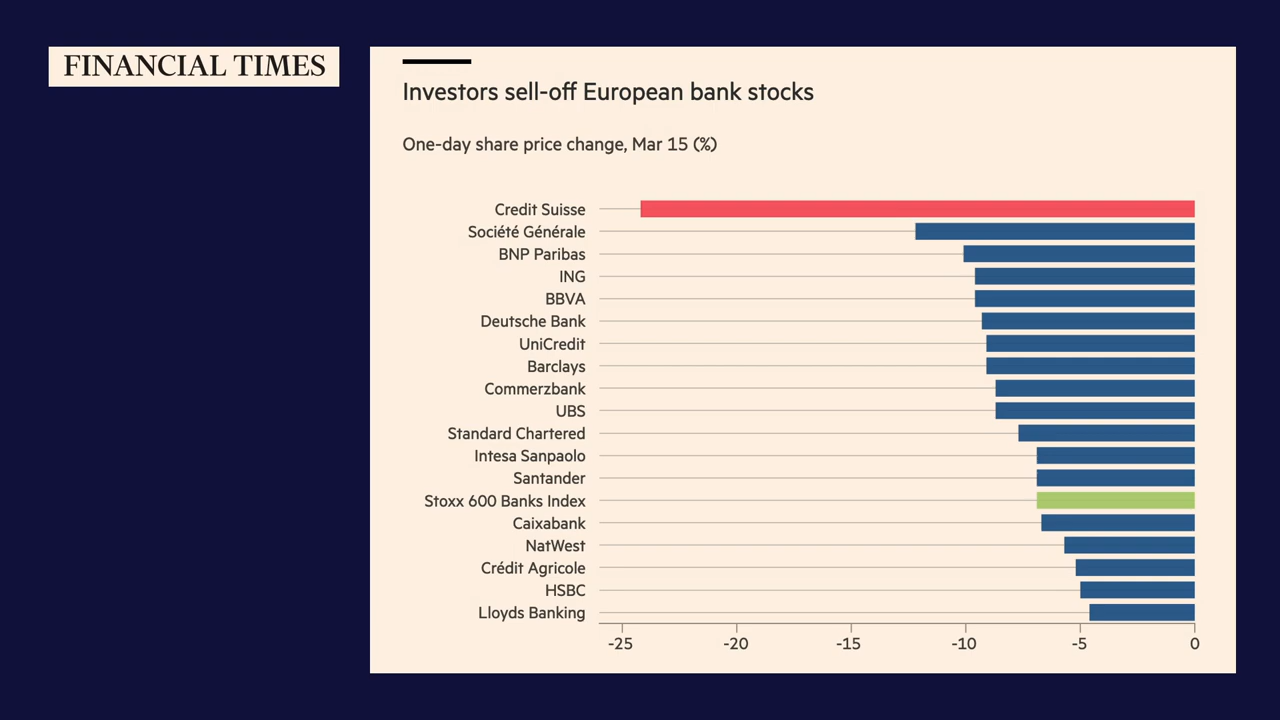 FINANCIAL TIMES
Investors sell-off European bank stocks
One-day share price change, Mar 15 (%)
Credit Suisse
Société Générale
BNP Paribas
ING
BBVA
Deutsche Bank
UniCredit
Barclays
Commerzbank
UBS
Standard Chartered
Intesa Sanpaolo
Santander
Stoxx 600 Banks Index
Caixabank
NatWest
Crédit Agricole
HSBC
Lloyds Banking
-25 -20 -15 -10 -5 0